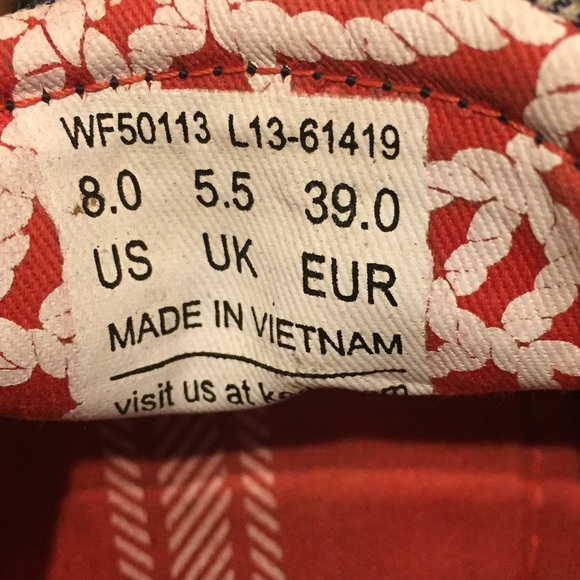 WF50113 L13-61419
8.0 5.5 39.0
US UK EUR
MADE IN VIETNAM
visit us at